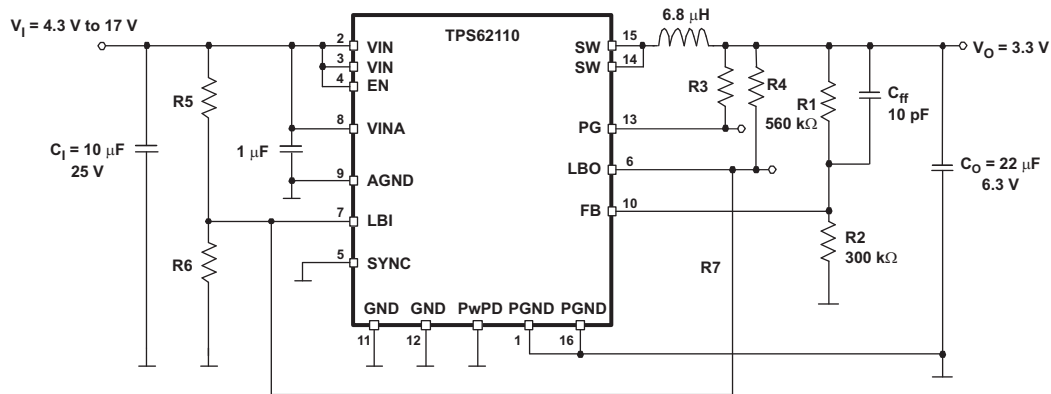 V_I = 4.3 V to 17 V
TPS62110
6.8 μH
V_O = 3.3 V
2
VIN
3
VIN
4
EN
8
VINA
9
AGND
7
LBI
5
SYNC
15
SW
14
SW
13
PG
6
LBO
10
FB
R5
R6
C_I = 10 μF
25 V
1 μF
R3
R4
R1
560 kΩ
C_ff
10 pF
C_O = 22 μF
6.3 V
R2
300 kΩ
R7
GND
GND
PwPD
PGND
PGND
11
12
1
16